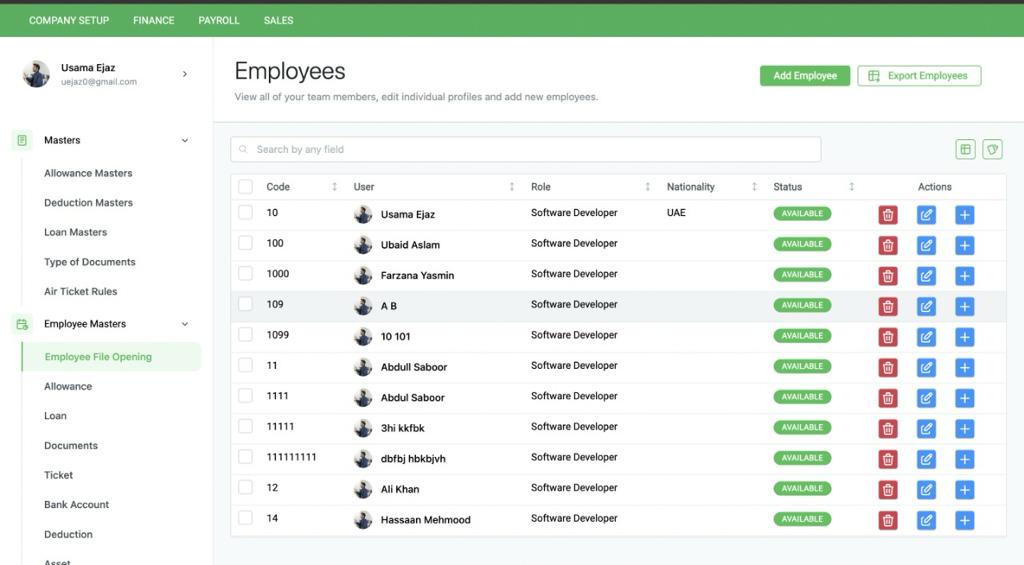 COMPANY SETUP FINANCE PAYROLL SALES
Usama Ejaz
uejaz0@gmail.com
Masters
Allowance Masters
Deduction Masters
Loan Masters
Type of Documents
Air Ticket Rules
Employee Masters
Employee File Opening
Allowance
Loan
Documents
Ticket
Bank Account
Deduction
Asset
Employees
View all of your team members, edit individual profiles and add new employees.
Add Employee Export Employees
Search by any field
Code User Role Nationality Status Actions
10 Usama Ejaz Software Developer UAE AVAILABLE
100 Ubaid Aslam Software Developer AVAILABLE
1000 Farzana Yasmin Software Developer AVAILABLE
109 A B Software Developer AVAILABLE
1099 10 101 Software Developer AVAILABLE
11 Abdull Saboor Software Developer AVAILABLE
1111 Abdul Saboor Software Developer AVAILABLE
11111 3hi kkfbk Software Developer AVAILABLE
111111111 dbfbj hbkbjvh Software Developer AVAILABLE
12 Ali Khan Software Developer AVAILABLE
14 Hassaan Mehmood Software Developer AVAILABLE